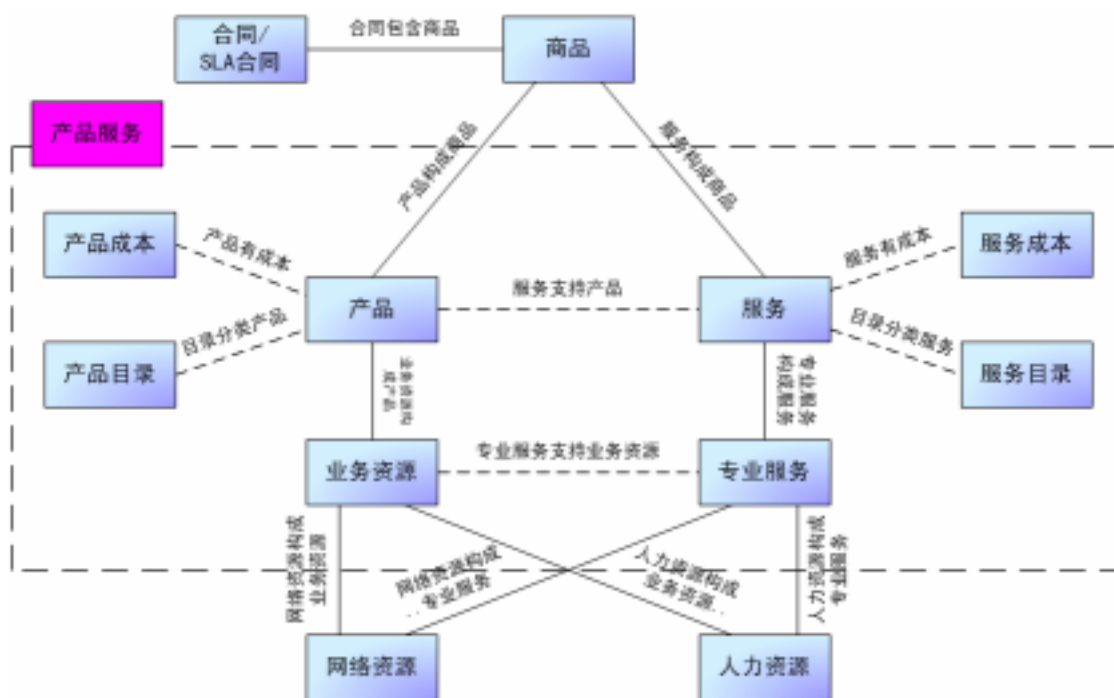 合同/
SLA合同
合同包含商品
商品
产品服务
产品构成商品
服务构成商品
产品成本
产品有成本
服务有成本
服务成本
产品
服务支持产品
服务
产品目录
目录分类产品
目录分类服务
服务目录
业务资源构
成产品
专业服务
构成服务
业务资源
专业服务支持业务资源
专业服务
网络资源构成
业务资源
网络资源构成
..专业服务
人力资源构成
业务资源..
人力资源构成
专业服务
网络资源
人力资源